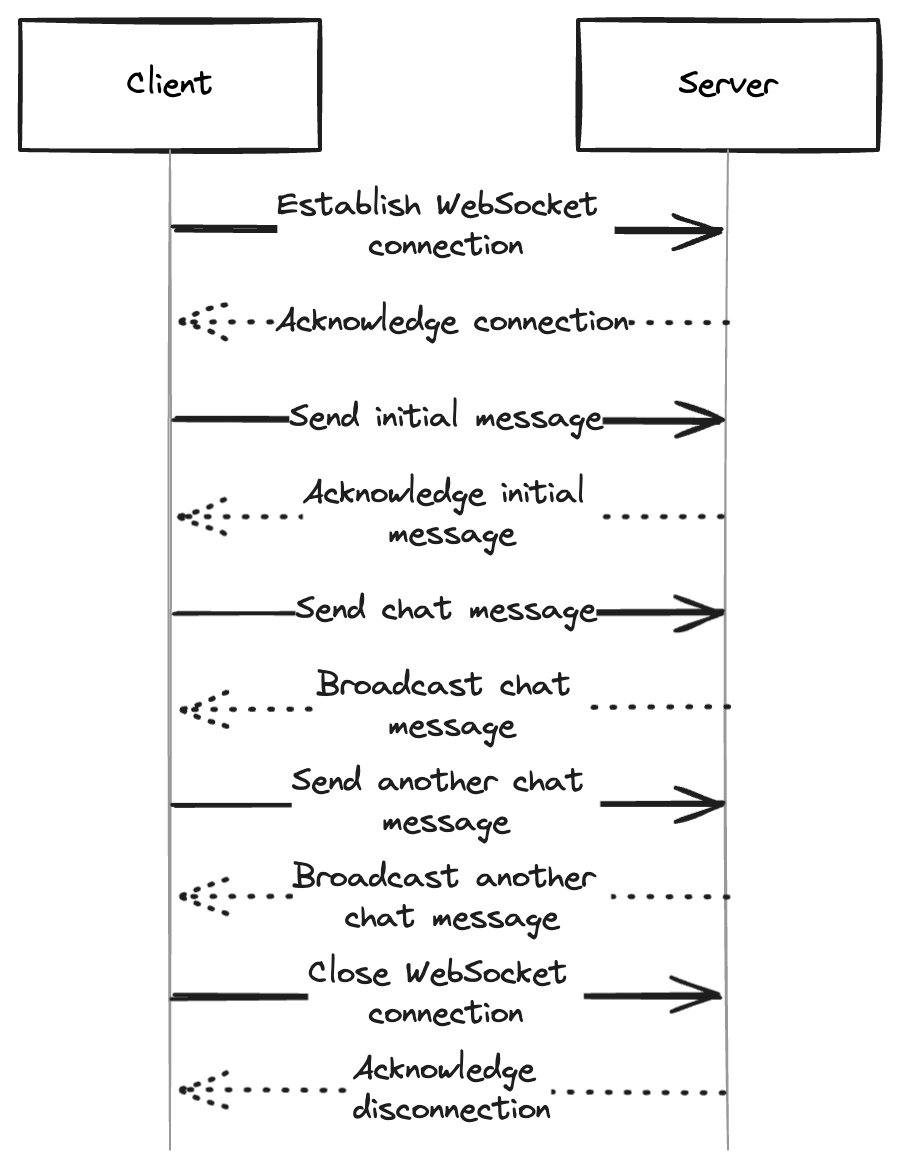 Client
Server
Establish WebSocket
connection
Acknowledge connection
Send initial message
Acknowledge initial
message
Send chat message
Broadcast chat
message
Send another chat
message
Broadcast another
chat message
Close WebSocket
connection
Acknowledge
disconnection